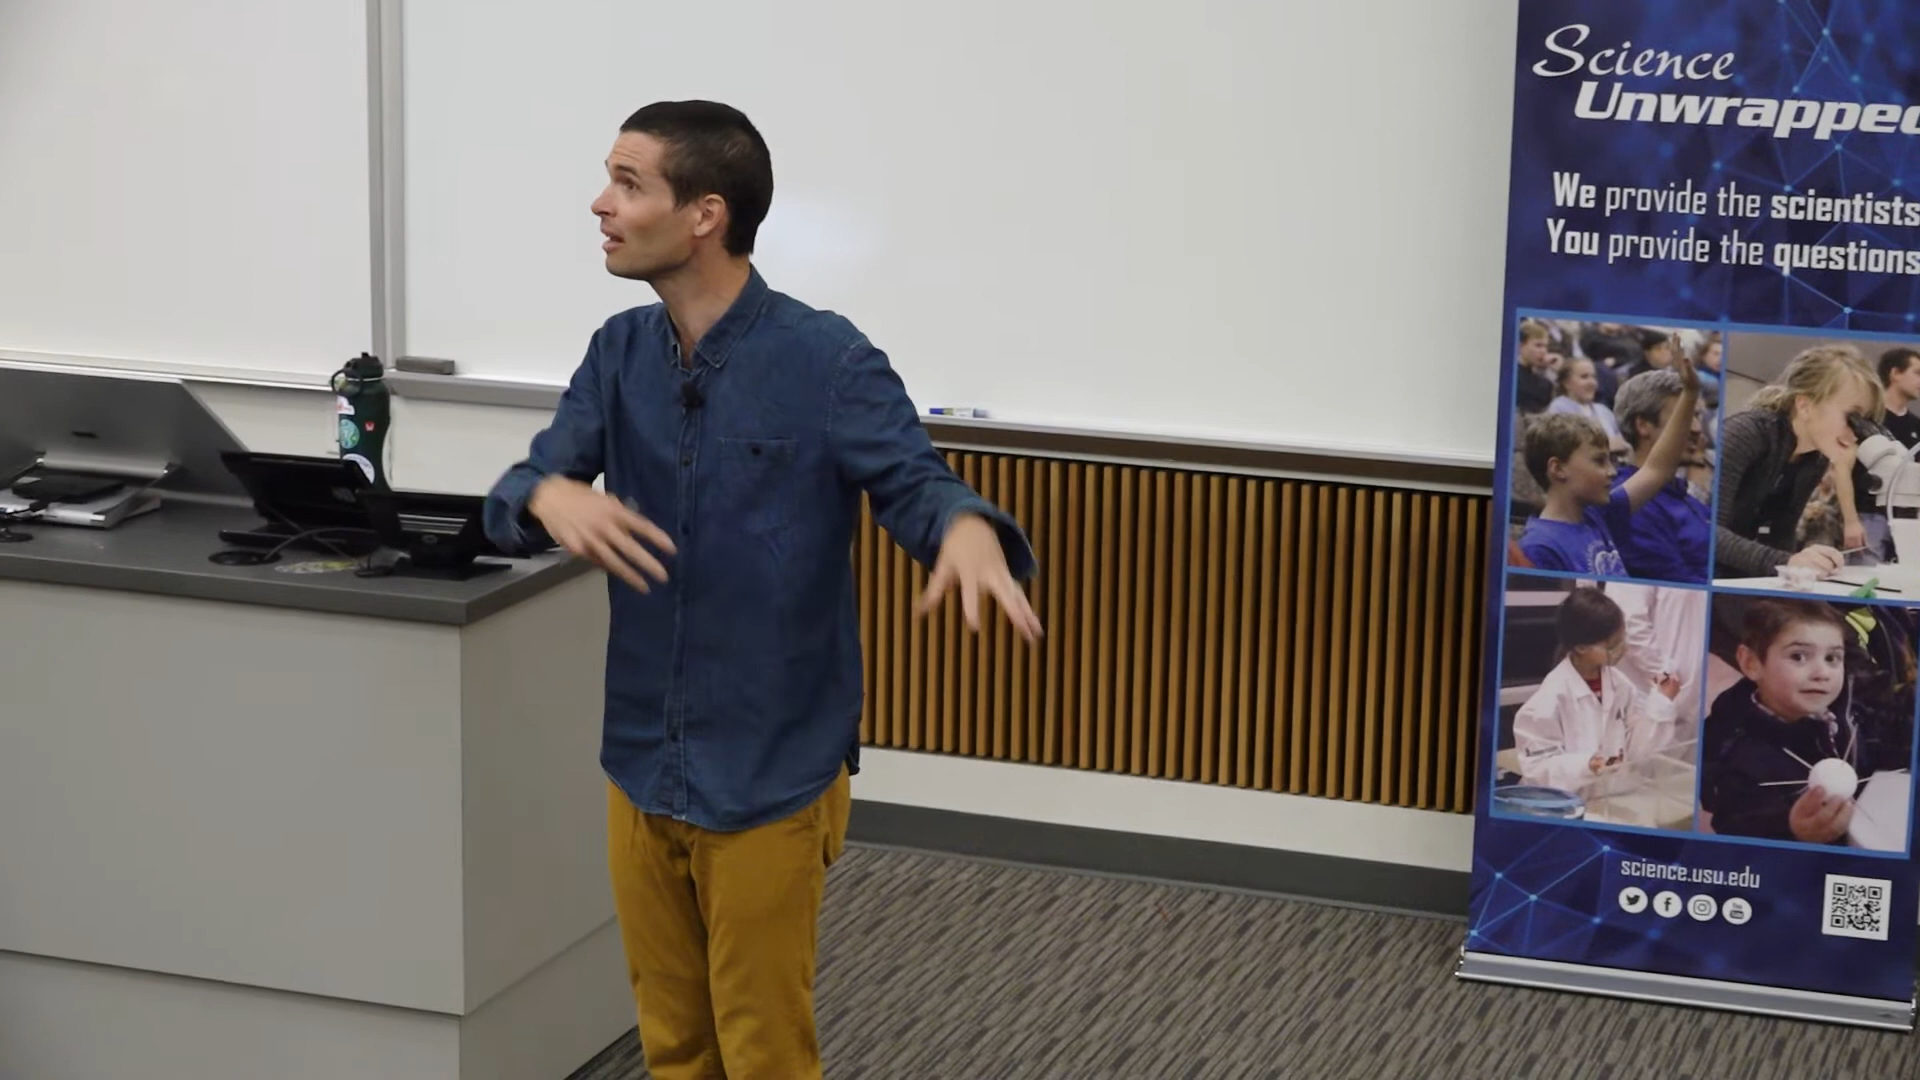 Science
Unwrapped
We provide the scientists
You provide the questions
science.usu.edu